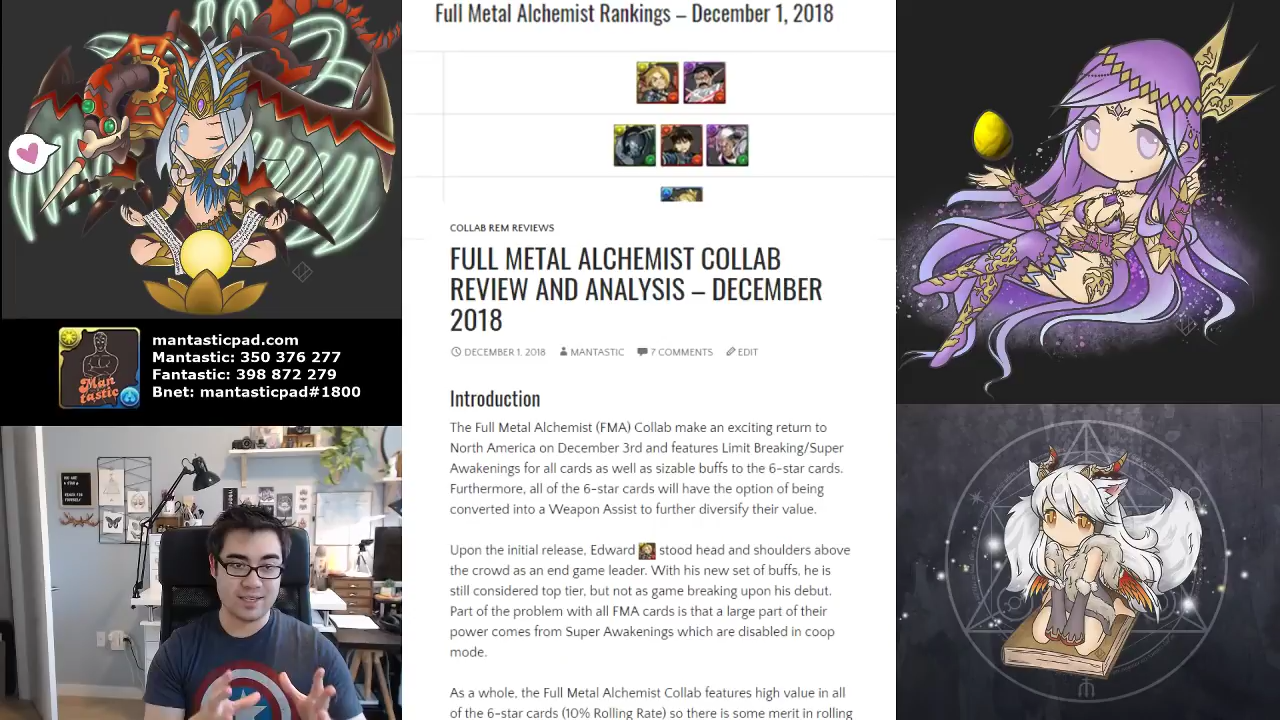 Full Metal Alchemist Rankings – December 1, 2018
COLLAB REM REVIEWS
FULL METAL ALCHEMIST COLLAB
REVIEW AND ANALYSIS – DECEMBER
2018
DECEMBER 1, 2018 MANTASTIC 7 COMMENTS EDIT
Introduction
The Full Metal Alchemist (FMA) Collab make an exciting return to
North America on December 3rd and features Limit Breaking/Super
Awakenings for all cards as well as sizable buffs to the 6-star cards.
Furthermore, all of the 6-star cards will have the option of being
converted into a Weapon Assist to further diversify their value.
Upon the initial release, Edward stood head and shoulders above
the crowd as an end game leader. With his new set of buffs, he is
still considered top tier, but not as game breaking upon his debut.
Part of the problem with all FMA cards is that a large part of their
power comes from Super Awakenings which are disabled in coop
mode.
As a whole, the Full Metal Alchemist Collab features high value in all
of the 6-star cards (10% Rolling Rate) so there is some merit in rolling
Man
tastic
mantasticpad.com
Mantastic: 350 376 277
Fantastic: 398 872 279
Bnet: mantasticpad#1800